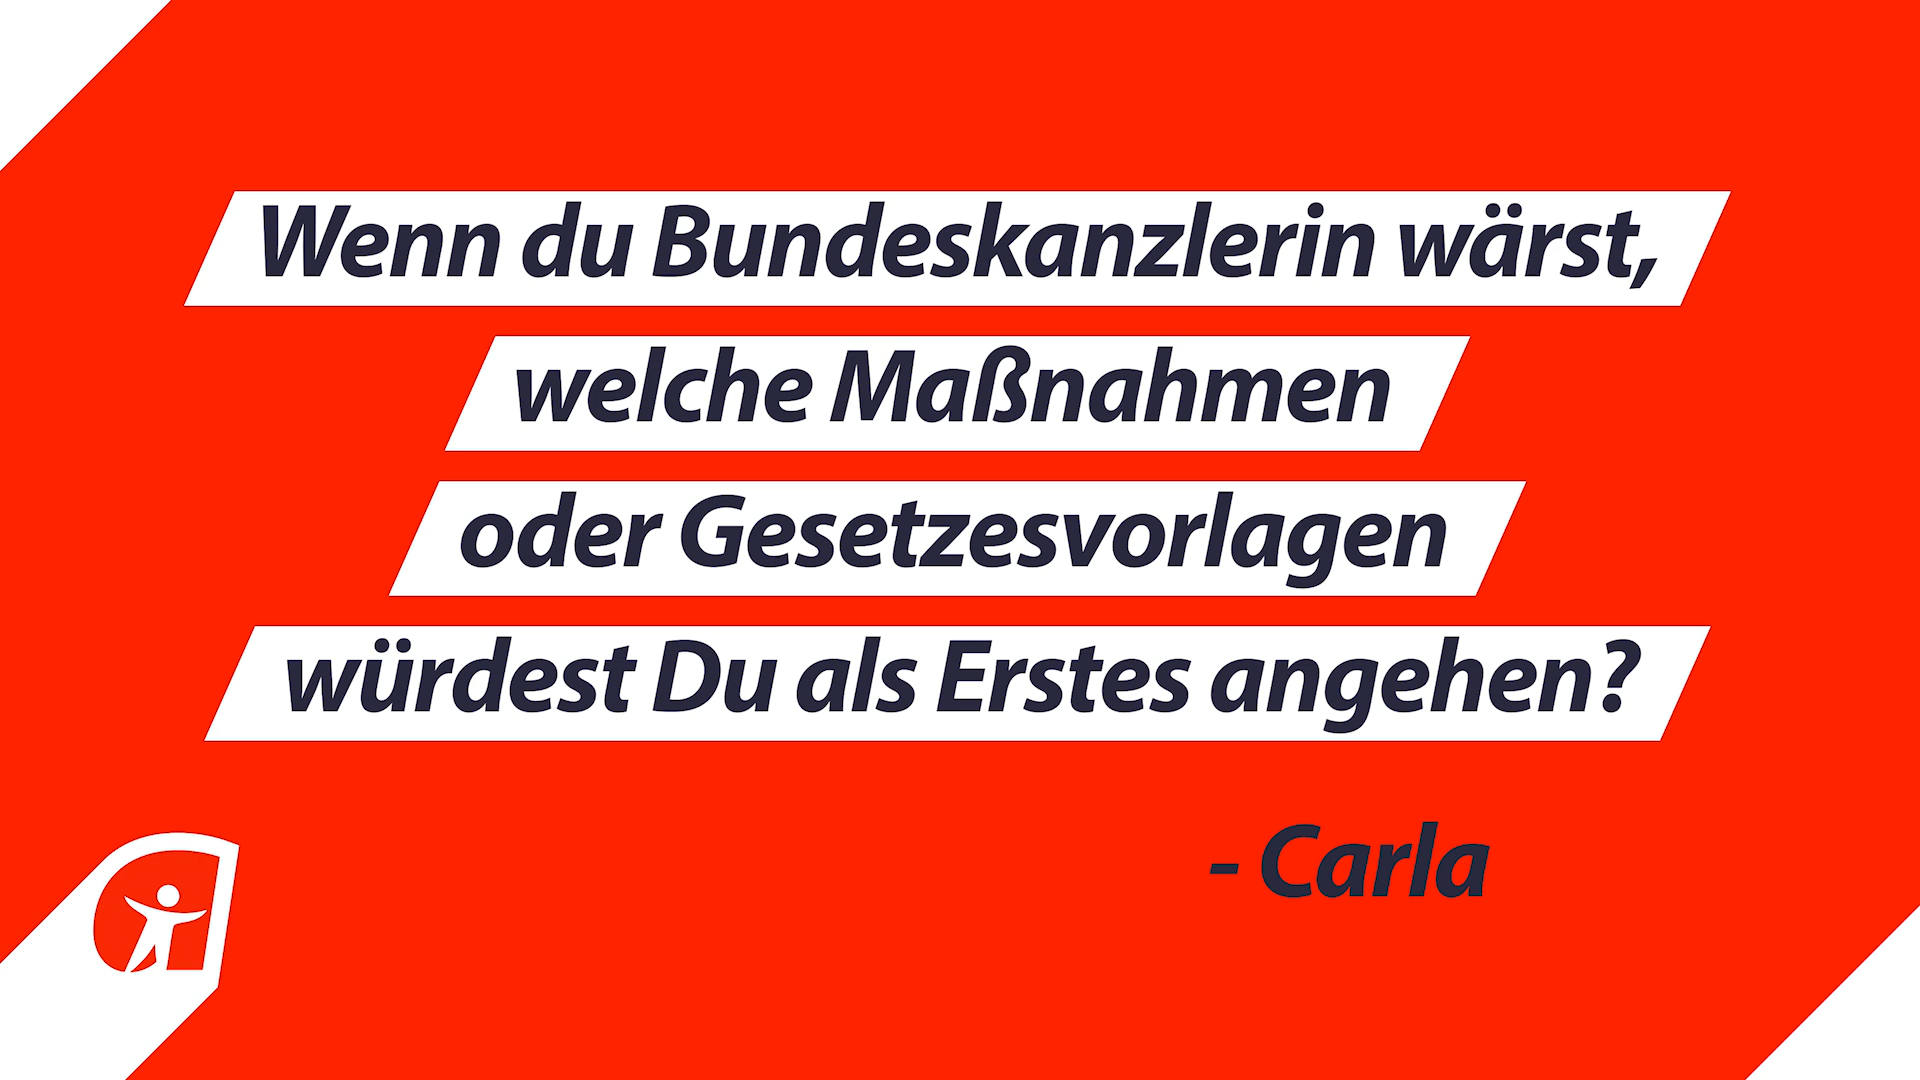 Wenn du Bundeskanzlerin wärst,
welche Maßnahmen
oder Gesetzesvorlagen
würdest Du als Erstes angehen?
- Carla